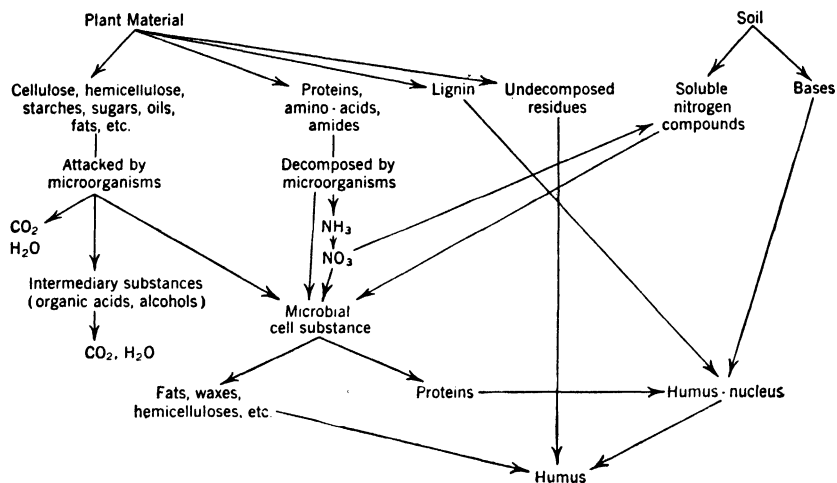 Plant Material
Soil
Cellulose, hemicellulose,
starches, sugars, oils,
fats, etc.
Proteins,
amino-acids,
amides
Lignin
Undecomposed
residues
Soluble
nitrogen
compounds
Bases
Attacked by
microorganisms
Decomposed by
microorganisms
CO₂
H₂O
NH₃
NO₃
Intermediary substances
(organic acids, alcohols)
Microbial
cell substance
CO₂, H₂O
Fats, waxes,
hemicelluloses, etc.
Proteins
Humus-nucleus
Humus